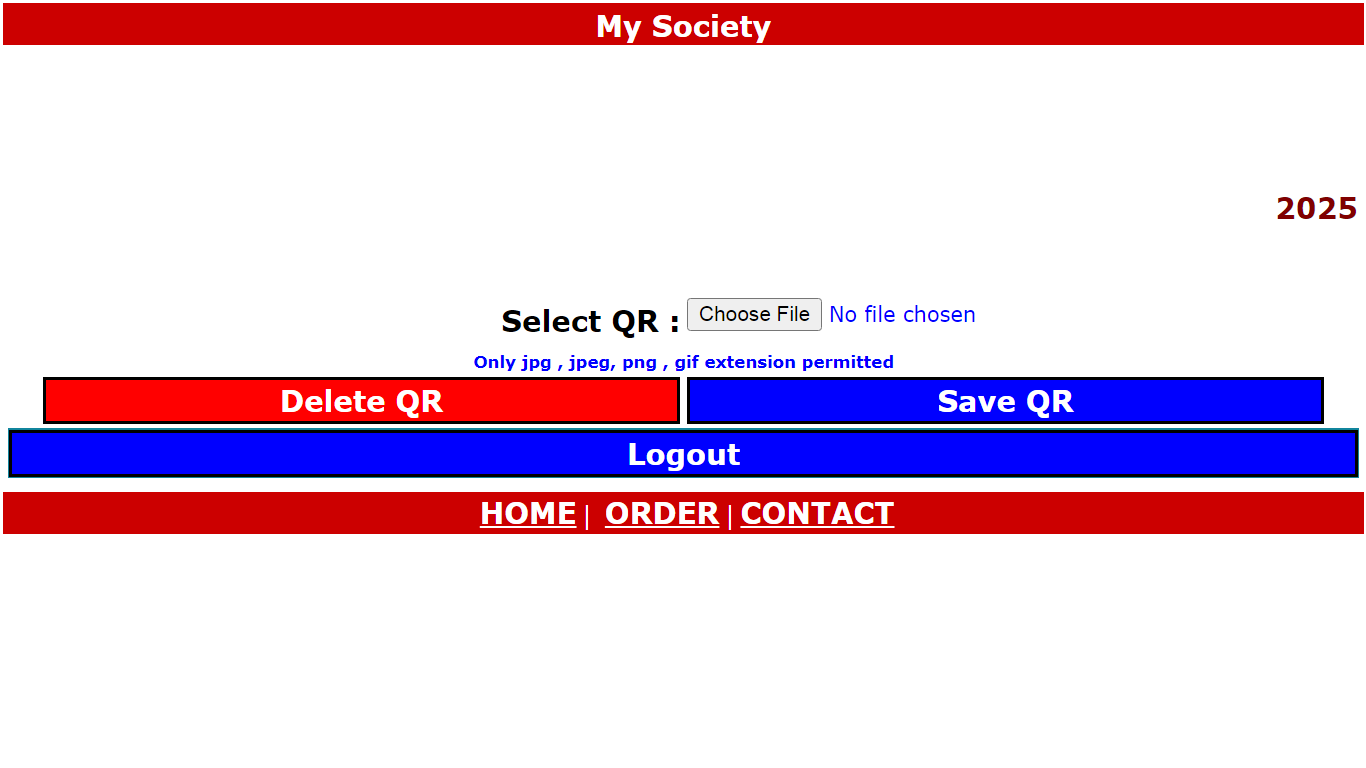 My Society
2025
Select QR : Choose File No file chosen
Only jpg , jpeg, png , gif extension permitted
Delete QR Save QR
Logout
HOME | ORDER | CONTACT